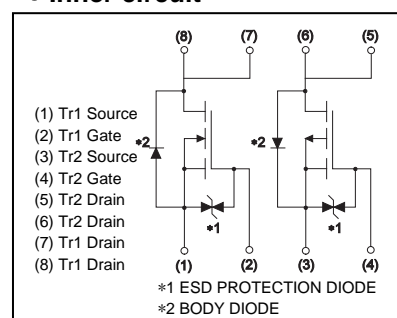 Inner circuit
(8) (7) (6) (5)
(1) Tr1 Source
(2) Tr1 Gate
(3) Tr2 Source
(4) Tr2 Gate
(5) Tr2 Drain
(6) Tr2 Drain
(7) Tr1 Drain
(8) Tr1 Drain
*2 *2
*1 *1
(1) (2) (3) (4)
*1 ESD PROTECTION DIODE
*2 BODY DIODE